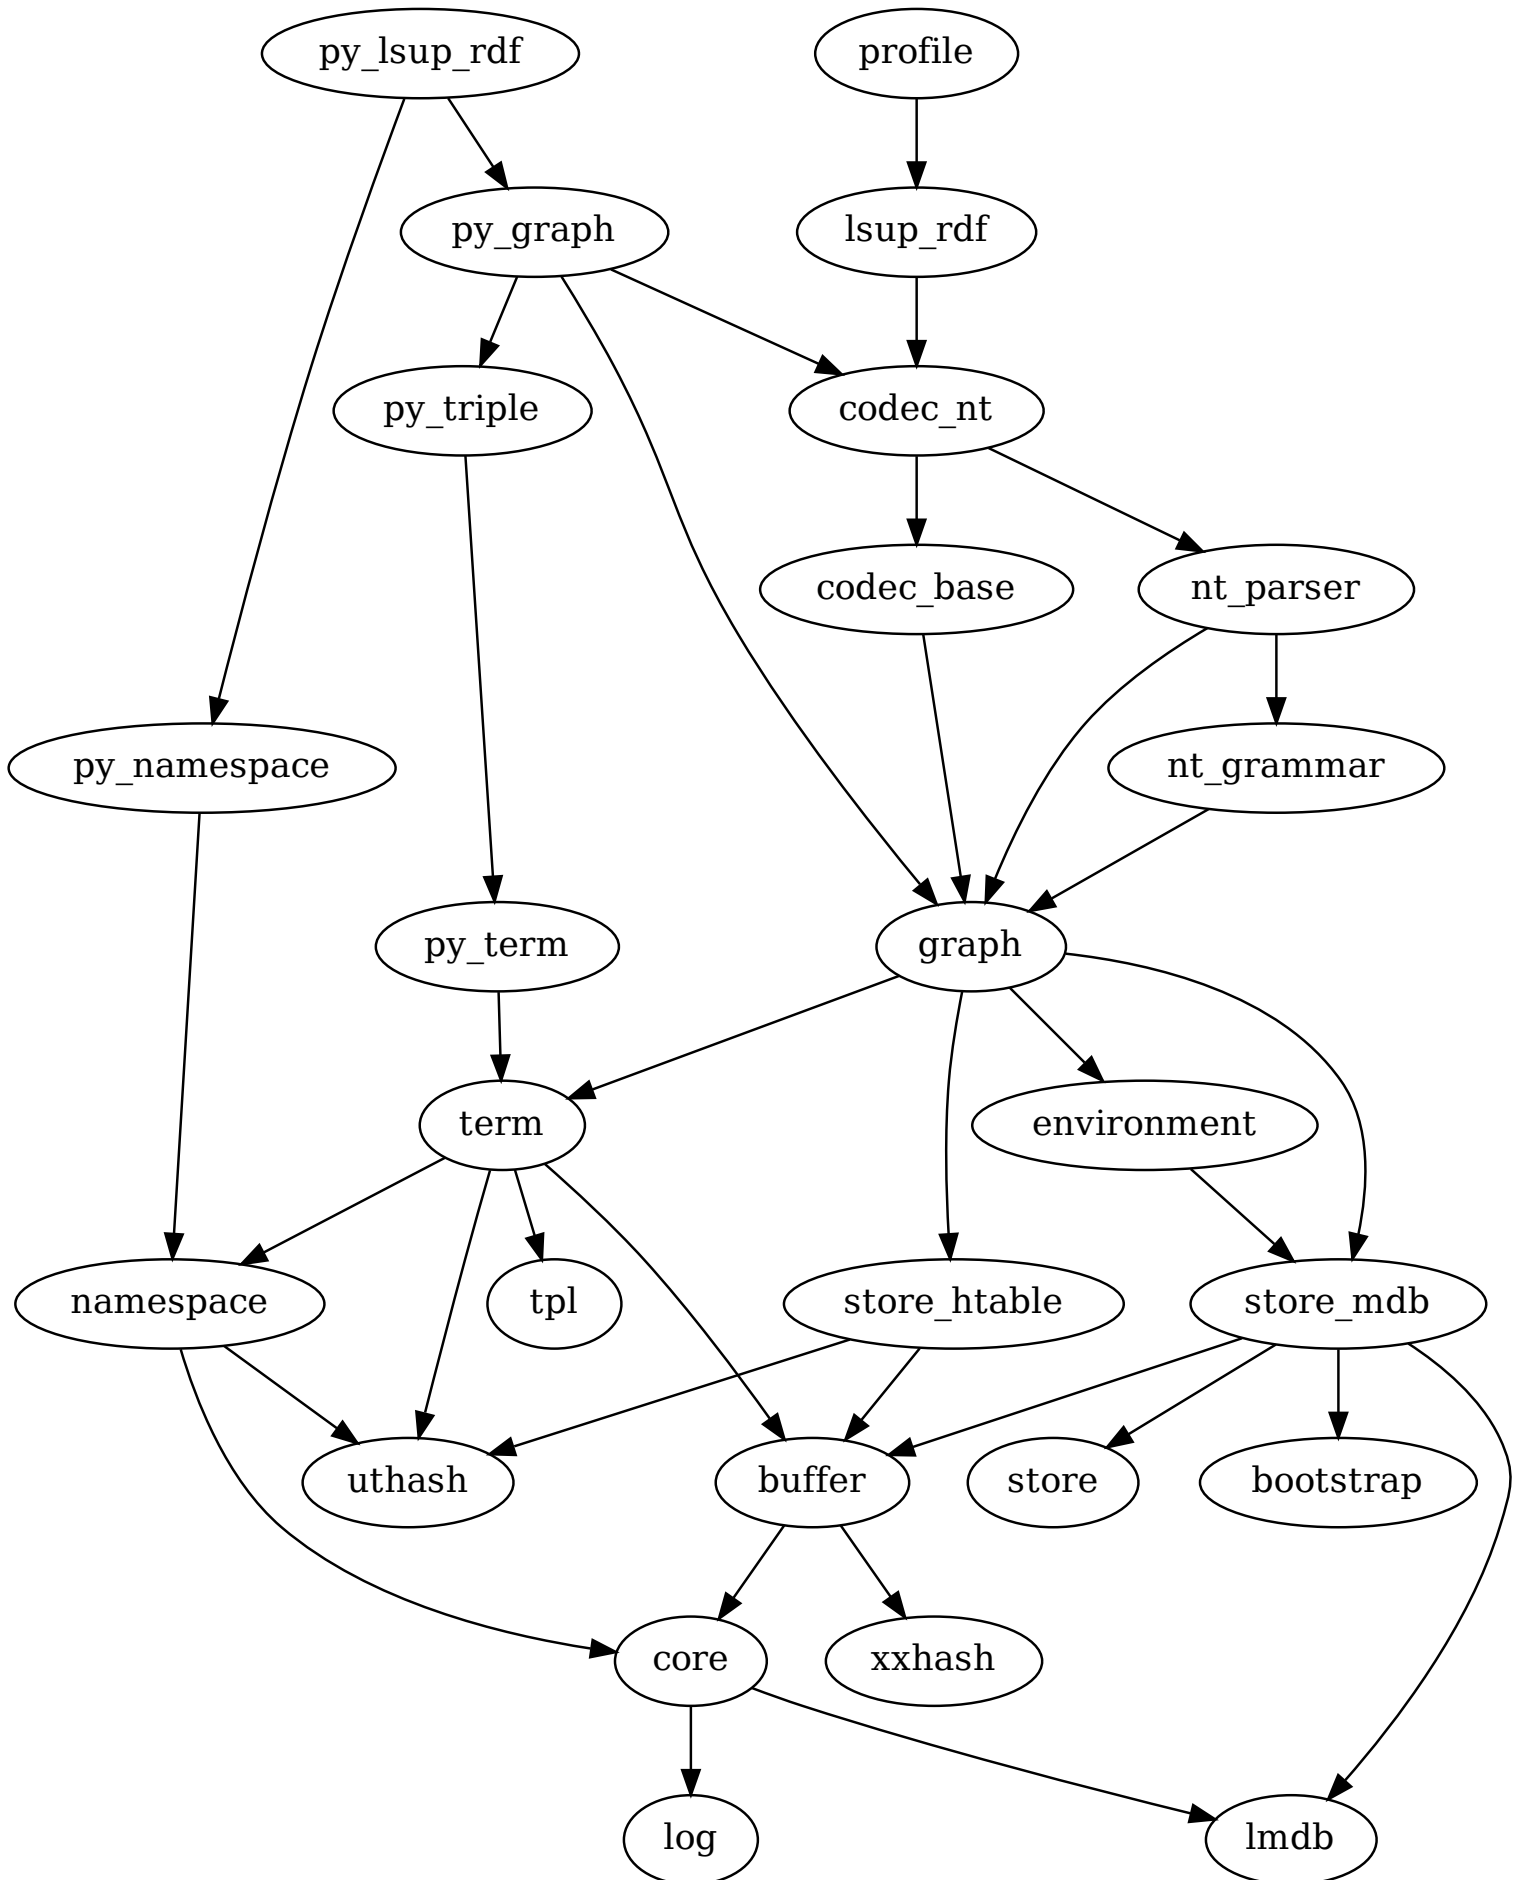 py_lsup_rdf
profile
py_graph
lsup_rdf
py_triple
codec_nt
codec_base
nt_parser
py_namespace
nt_grammar
py_term
graph
term
environment
namespace
tpl
store_htable
store_mdb
uthash
buffer
store
bootstrap
core
xxhash
log
lmdb